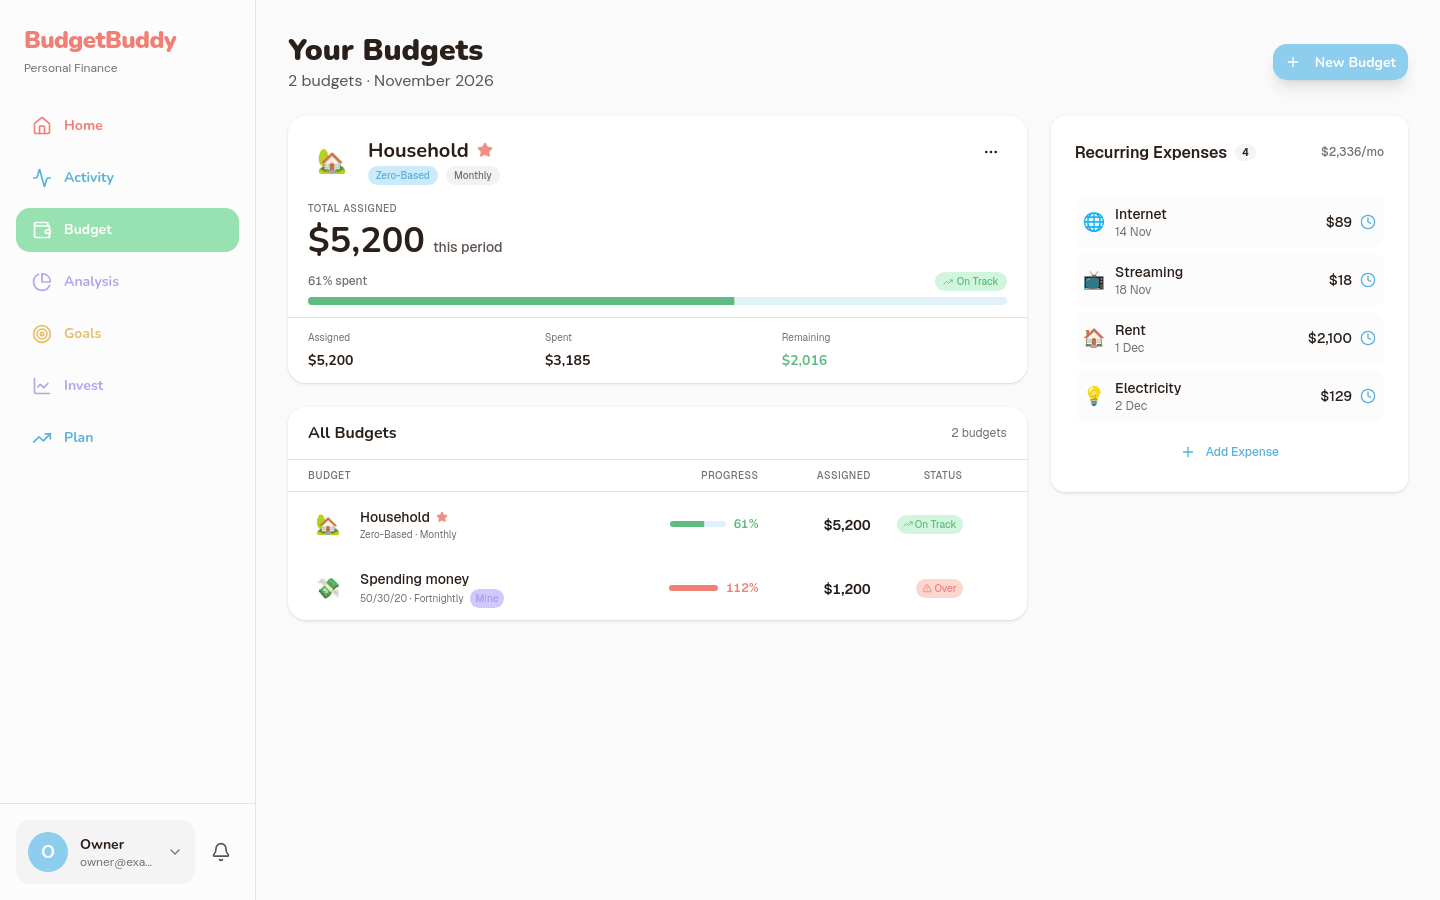 BudgetBuddy
Personal Finance
Home
Activity
Budget
Analysis
Goals
Invest
Plan
O
Owner
owner@exa...
Your Budgets
2 budgets · November 2026
New Budget
Household
Zero-Based Monthly
TOTAL ASSIGNED
$5,200 this period
61% spent
On Track
Assigned Spent Remaining
$5,200 $3,185 $2,016
All Budgets
2 budgets
BUDGET PROGRESS ASSIGNED STATUS
Household
Zero-Based · Monthly
61% $5,200 On Track
Spending money
50/30/20 · Fortnightly Mine
112% $1,200 Over
Recurring Expenses 4 $2,336/mo
Internet
14 Nov
$89
Streaming
18 Nov
$18
Rent
1 Dec
$2,100
Electricity
2 Dec
$129
Add Expense